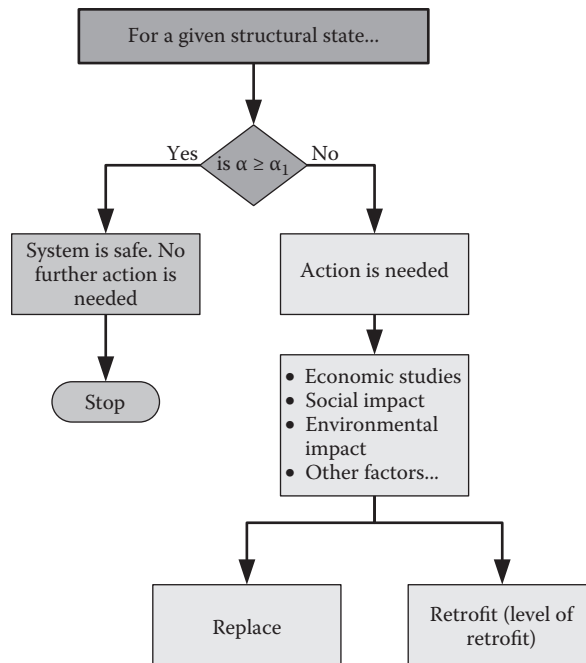 For a given structural state...
Yes
is α ≥ α₁
No
System is safe. No
further action is
needed
Action is needed
Stop
• Economic studies
• Social impact
• Environmental
impact
• Other factors...
Replace
Retrofit (level of
retrofit)